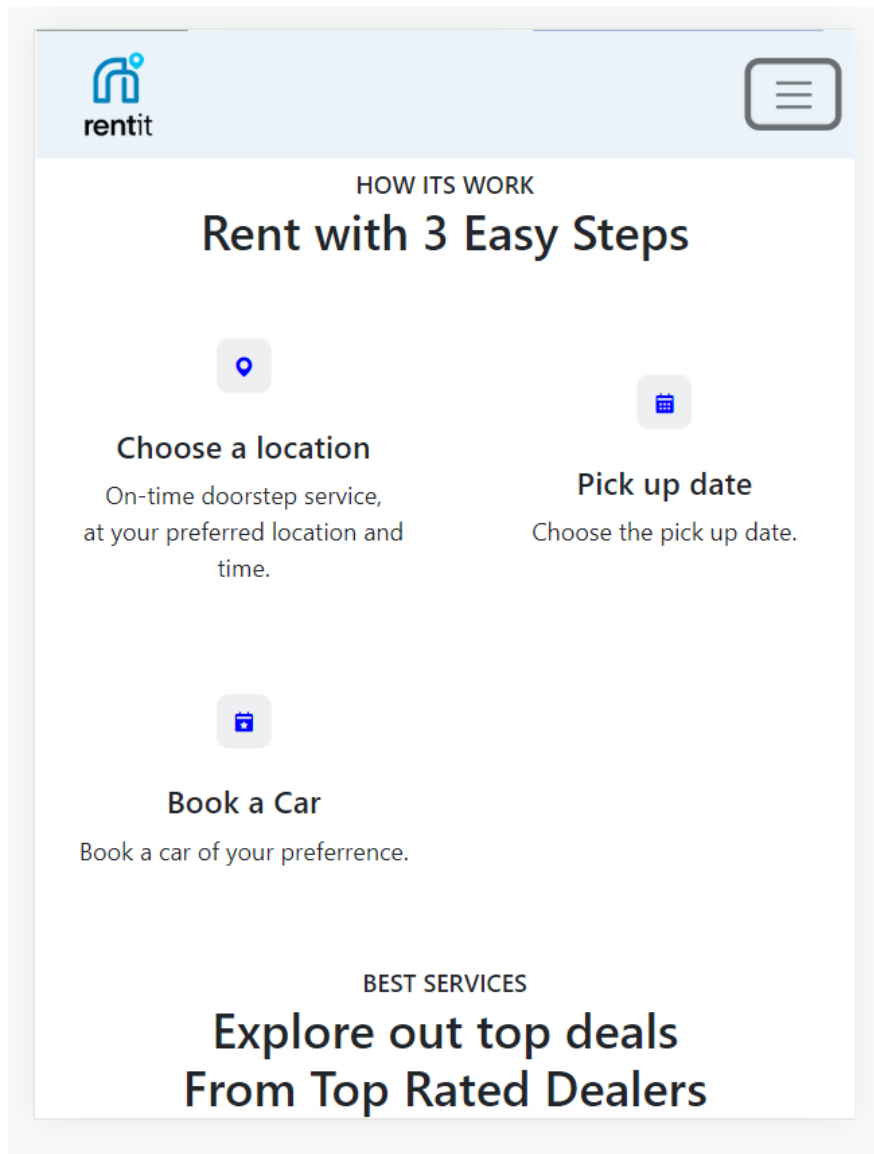 rentit
HOW ITS WORK
Rent with 3 Easy Steps
Choose a location
On-time doorstep service,
at your preferred location and
time.
Pick up date
Choose the pick up date.
Book a Car
Book a car of your preferrence.
BEST SERVICES
Explore out top deals
From Top Rated Dealers